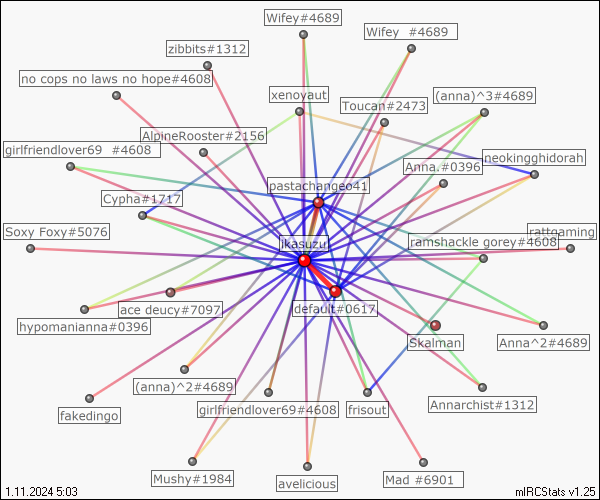 Wifey#4689
Wifey  #4689
zibbits#1312
no cops no laws no hope#4608
xenoyaut
Toucan#2473
(anna)^3#4689
AlpineRooster#2156
girlfriendlover69  #4608
neokingghidorah
Anna.#0396
pastachangeo41
Cypha#1717
Soxy Foxy#5076
rattgaming
ikasuzu
ramshackle gorey#4608
ace deucy#7097
default#0617
hypomanianna#0396
Skalman
Anna^2#4689
(anna)^2#4689
fakedingo
girlfriendlover69#4608
frisout
Annarchist#1312
Mushy#1984
avelicious
Mad #6901
1.11.2024 5:03
mIRCStats v1.25